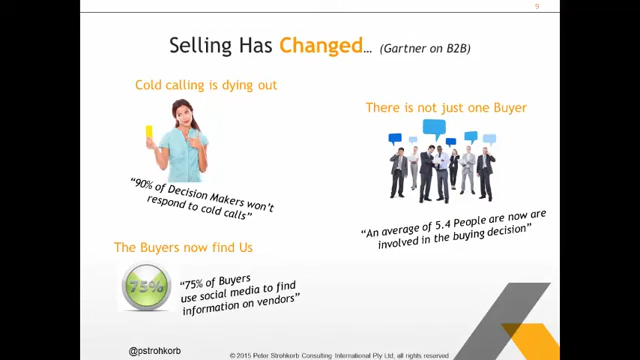 9
Selling Has Changed… (Gartner on B2B)
Cold calling is dying out
“90% of Decision Makers won’t
respond to cold calls”
There is not just one Buyer
“An average of 5.4 People are now are
involved in the buying decision”
The Buyers now find Us
75%
“75% of Buyers
use social media to find
information on vendors”
@pstrohkorb
© 2015 Peter Strohkorb Consulting International Pty Ltd, all rights reserved